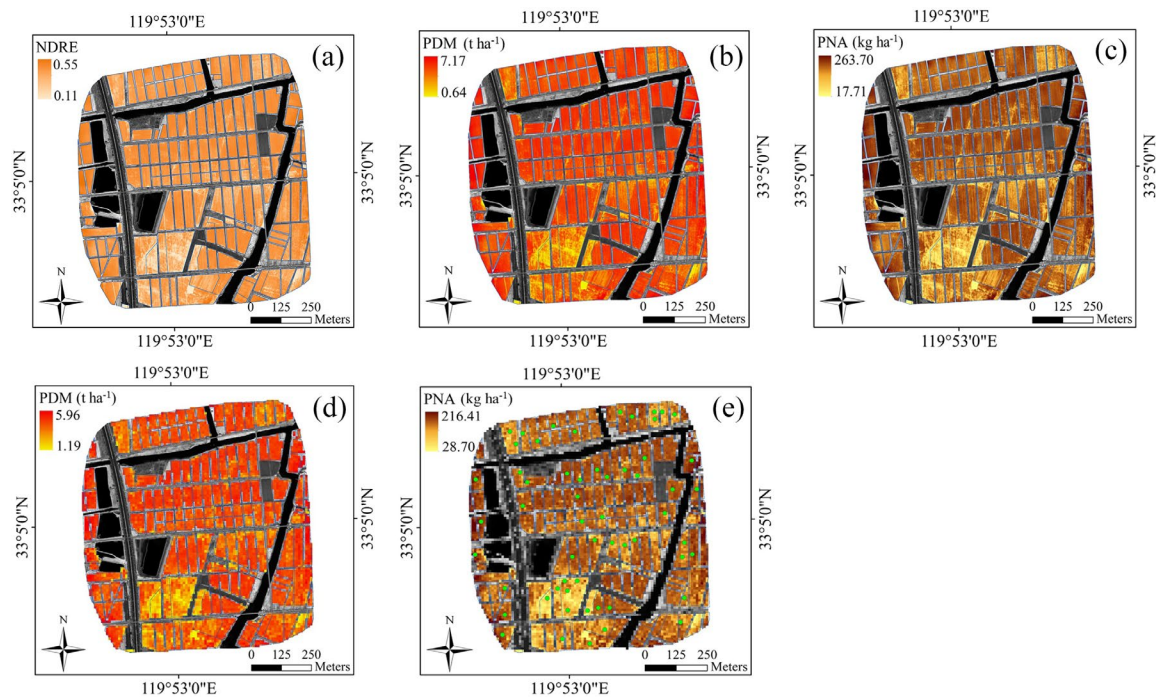 119°53'0"E 119°53'0"E 119°53'0"E
NDRE (a)
0.55
0.11
33°5'0"N 33°5'0"N
N
0 125 250
Meters
119°53'0"E
PDM (t ha-1) (b)
7.17
0.64
33°5'0"N 33°5'0"N
N
0 125 250
Meters
119°53'0"E
PNA (kg ha-1) (c)
263.70
17.71
33°5'0"N 33°5'0"N
N
0 125 250
Meters
119°53'0"E
119°53'0"E 119°53'0"E
PDM (t ha-1) (d)
5.96
1.19
33°5'0"N 33°5'0"N
N
0 125 250
Meters
119°53'0"E
PNA (kg ha-1) (e)
216.41
28.70
33°5'0"N 33°5'0"N
N
0 125 250
Meters
119°53'0"E